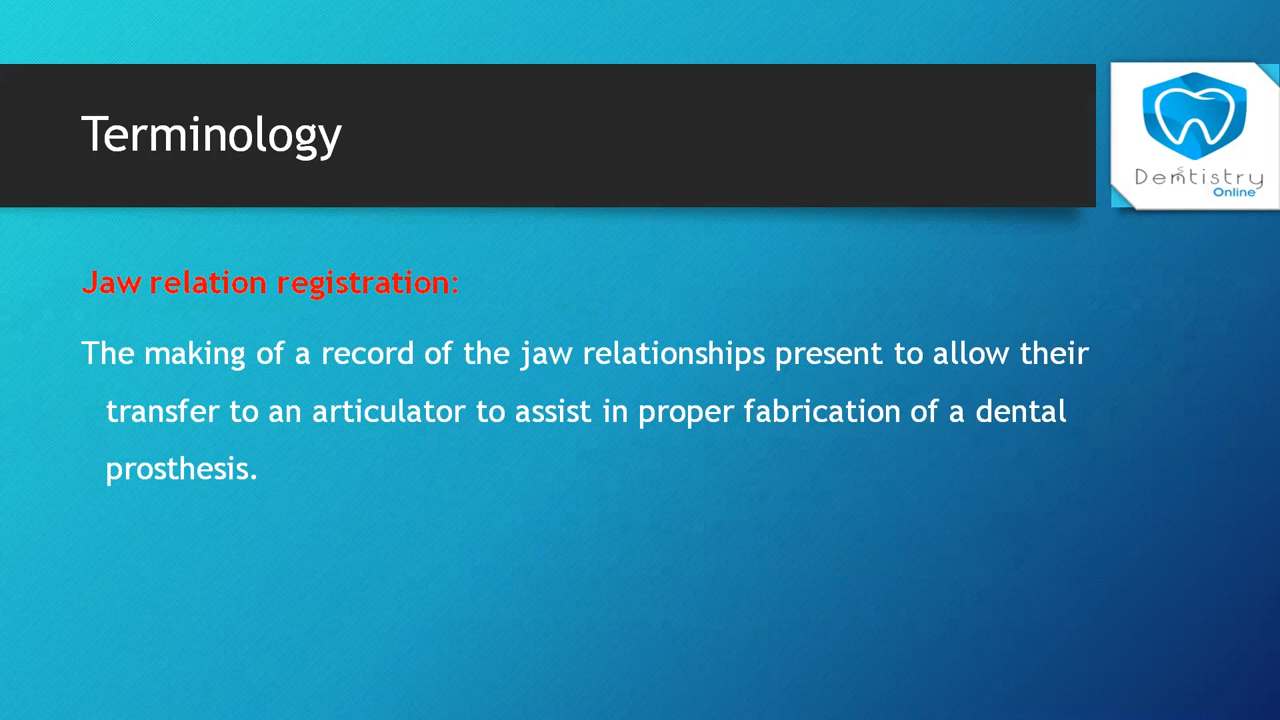 Terminology
Dentistry
Online
Jaw relation registration:
The making of a record of the jaw relationships present to allow their
transfer to an articulator to assist in proper fabrication of a dental
prosthesis.